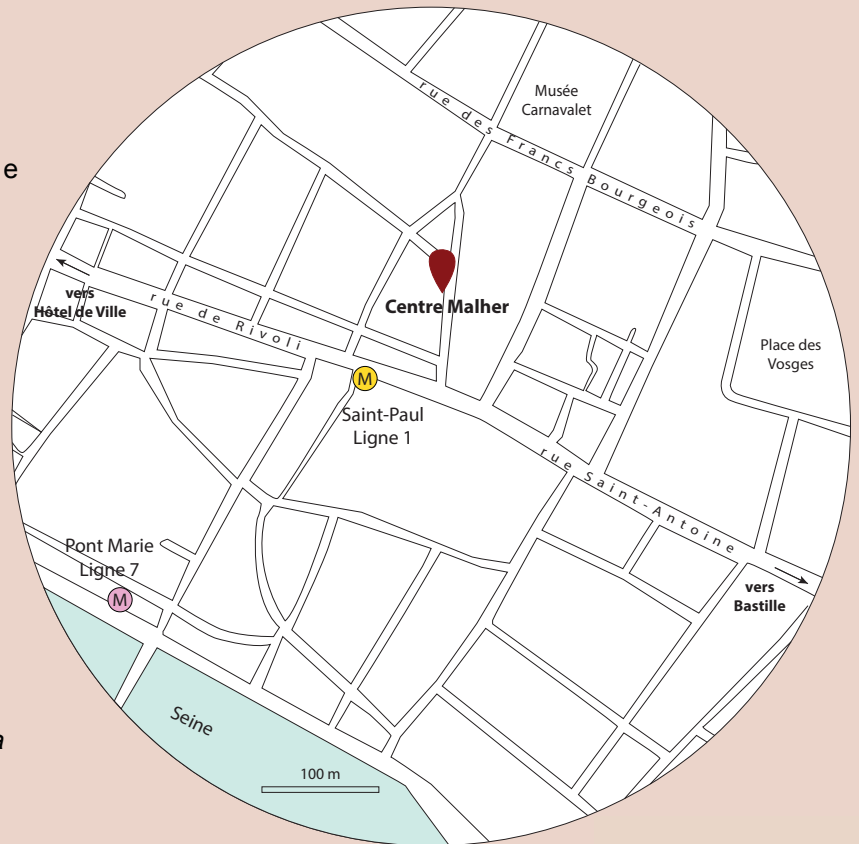 Musée
Carnavalet
rue des Francs Bourgeois
e
vers
Hôtel de Ville
rue de Rivoli
Centre Malher
Place des
Vosges
M
Saint-Paul
Ligne 1
rue Saint-Antoine
Pont Marie
Ligne 7
M
vers
Bastille
Seine
a
100 m